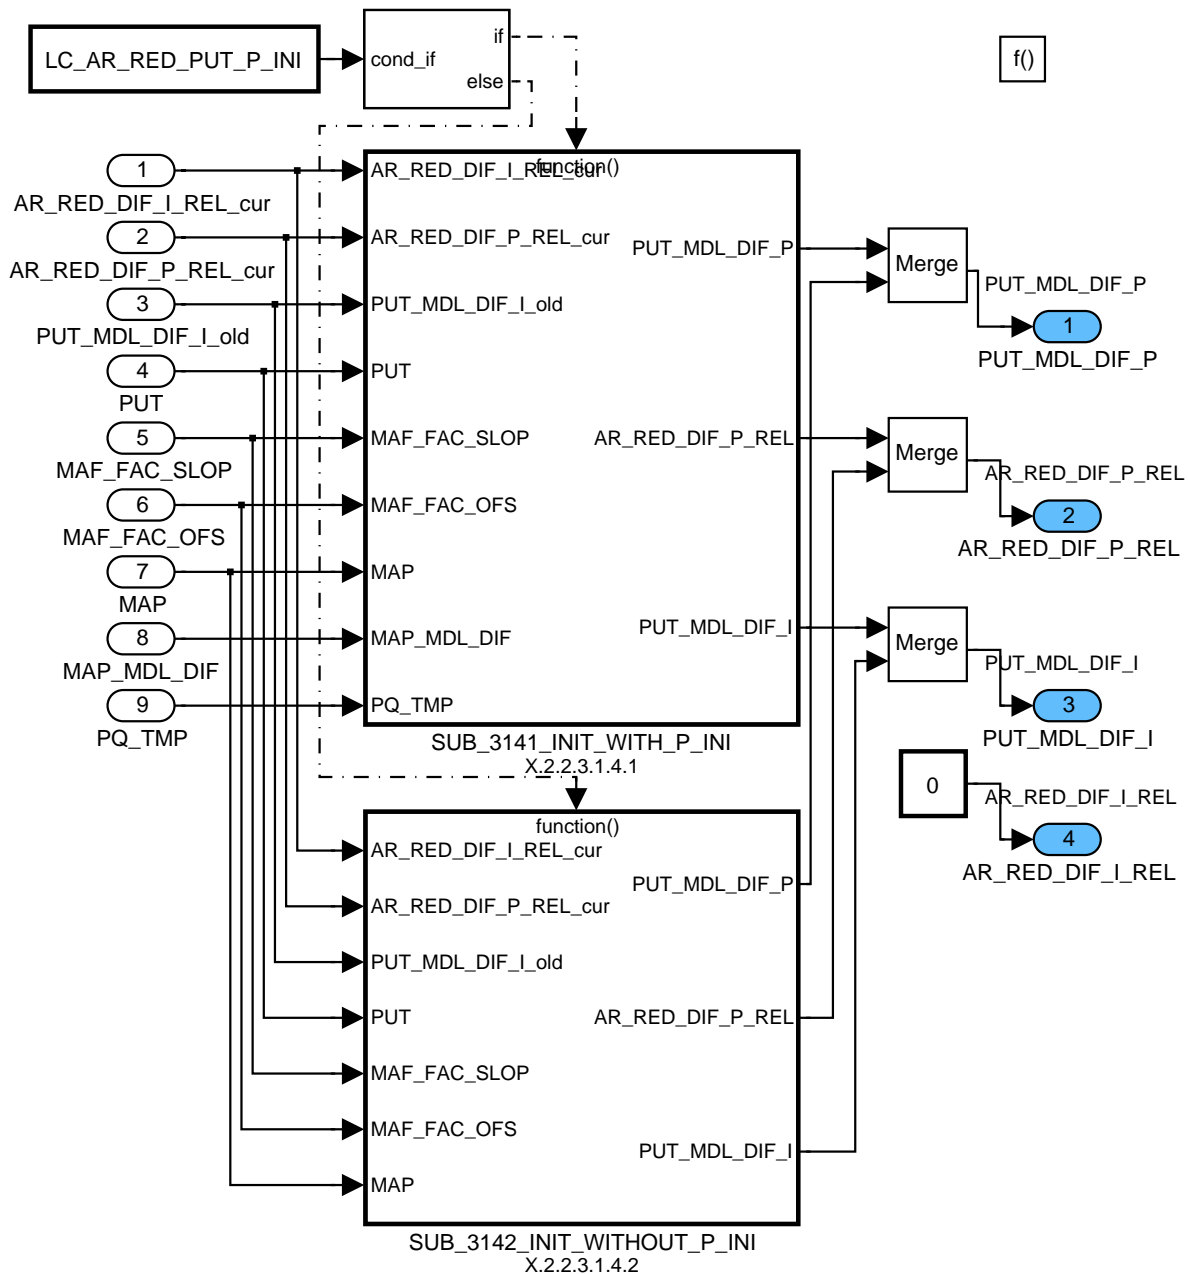 LC_AR_RED_PUT_P_INI
cond_if
if
else
f()
function()
1
AR_RED_DIF_I_REL_cur
2
AR_RED_DIF_P_REL_cur
3
PUT_MDL_DIF_I_old
4
PUT
5
MAF_FAC_SLOP
6
MAF_FAC_OFS
7
MAP
8
MAP_MDL_DIF
9
PQ_TMP
AR_RED_DIF_I_REL_cur
AR_RED_DIF_P_REL_cur
PUT_MDL_DIF_I_old
PUT
MAF_FAC_SLOP
MAF_FAC_OFS
MAP
MAP_MDL_DIF
PQ_TMP
PUT_MDL_DIF_P
AR_RED_DIF_P_REL
PUT_MDL_DIF_I
SUB_3141_INIT_WITH_P_INI
X.2.2.3.1.4.1
Merge
PUT_MDL_DIF_P
1
PUT_MDL_DIF_P
Merge
AR_RED_DIF_P_REL
2
AR_RED_DIF_P_REL
Merge
PUT_MDL_DIF_I
3
PUT_MDL_DIF_I
0
AR_RED_DIF_I_REL
4
AR_RED_DIF_I_REL
function()
AR_RED_DIF_I_REL_cur
AR_RED_DIF_P_REL_cur
PUT_MDL_DIF_I_old
PUT
MAF_FAC_SLOP
MAF_FAC_OFS
MAP
PUT_MDL_DIF_P
AR_RED_DIF_P_REL
PUT_MDL_DIF_I
SUB_3142_INIT_WITHOUT_P_INI
X.2.2.3.1.4.2